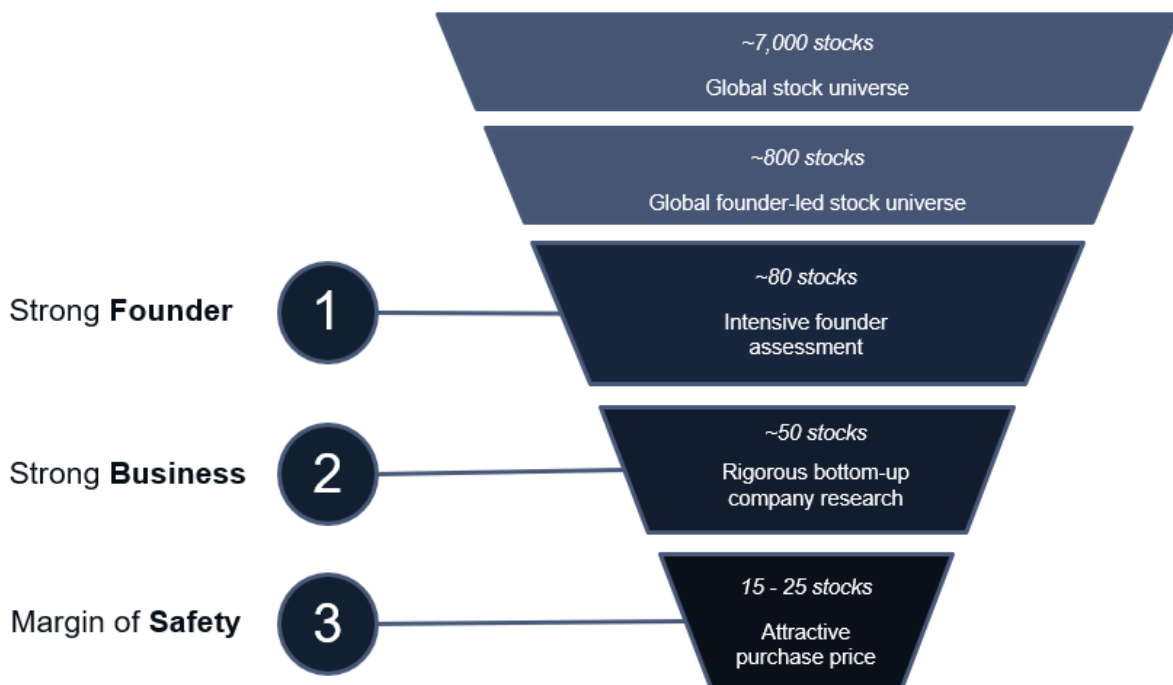 ~7,000 stocks
Global stock universe
~800 stocks
Global founder-led stock universe
Strong Founder
1
~80 stocks
Intensive founder
assessment
Strong Business
2
~50 stocks
Rigorous bottom-up
company research
Margin of Safety
3
15 - 25 stocks
Attractive
purchase price